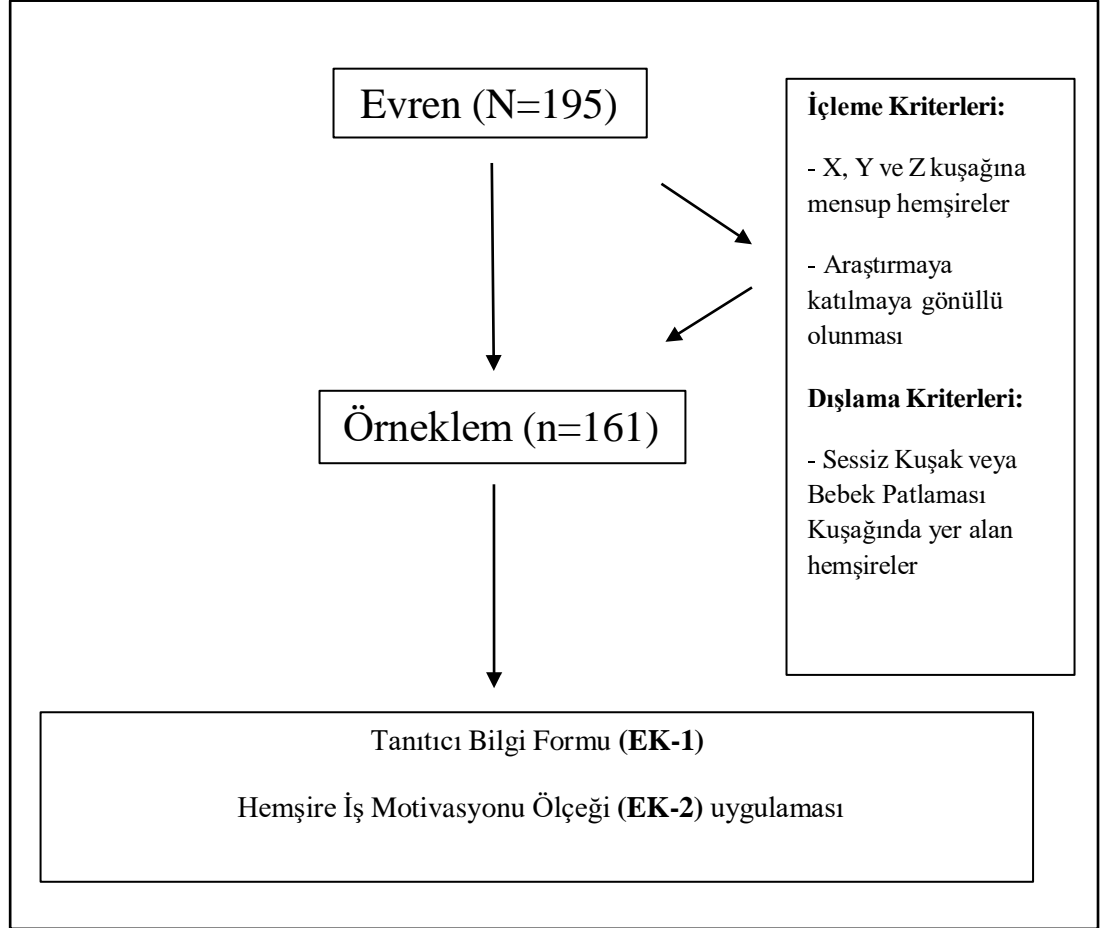 Evren (N=195)
İçleme Kriterleri:
- X, Y ve Z kuşağına
mensup hemşireler
- Araştırmaya
katılmaya gönüllü
olunması
Dışlama Kriterleri:
- Sessiz Kuşak veya
Bebek Patlaması
Kuşağında yer alan
hemşireler
Örneklem (n=161)
Tanıtıcı Bilgi Formu (EK-1)
Hemşire İş Motivasyonu Ölçeği (EK-2) uygulaması